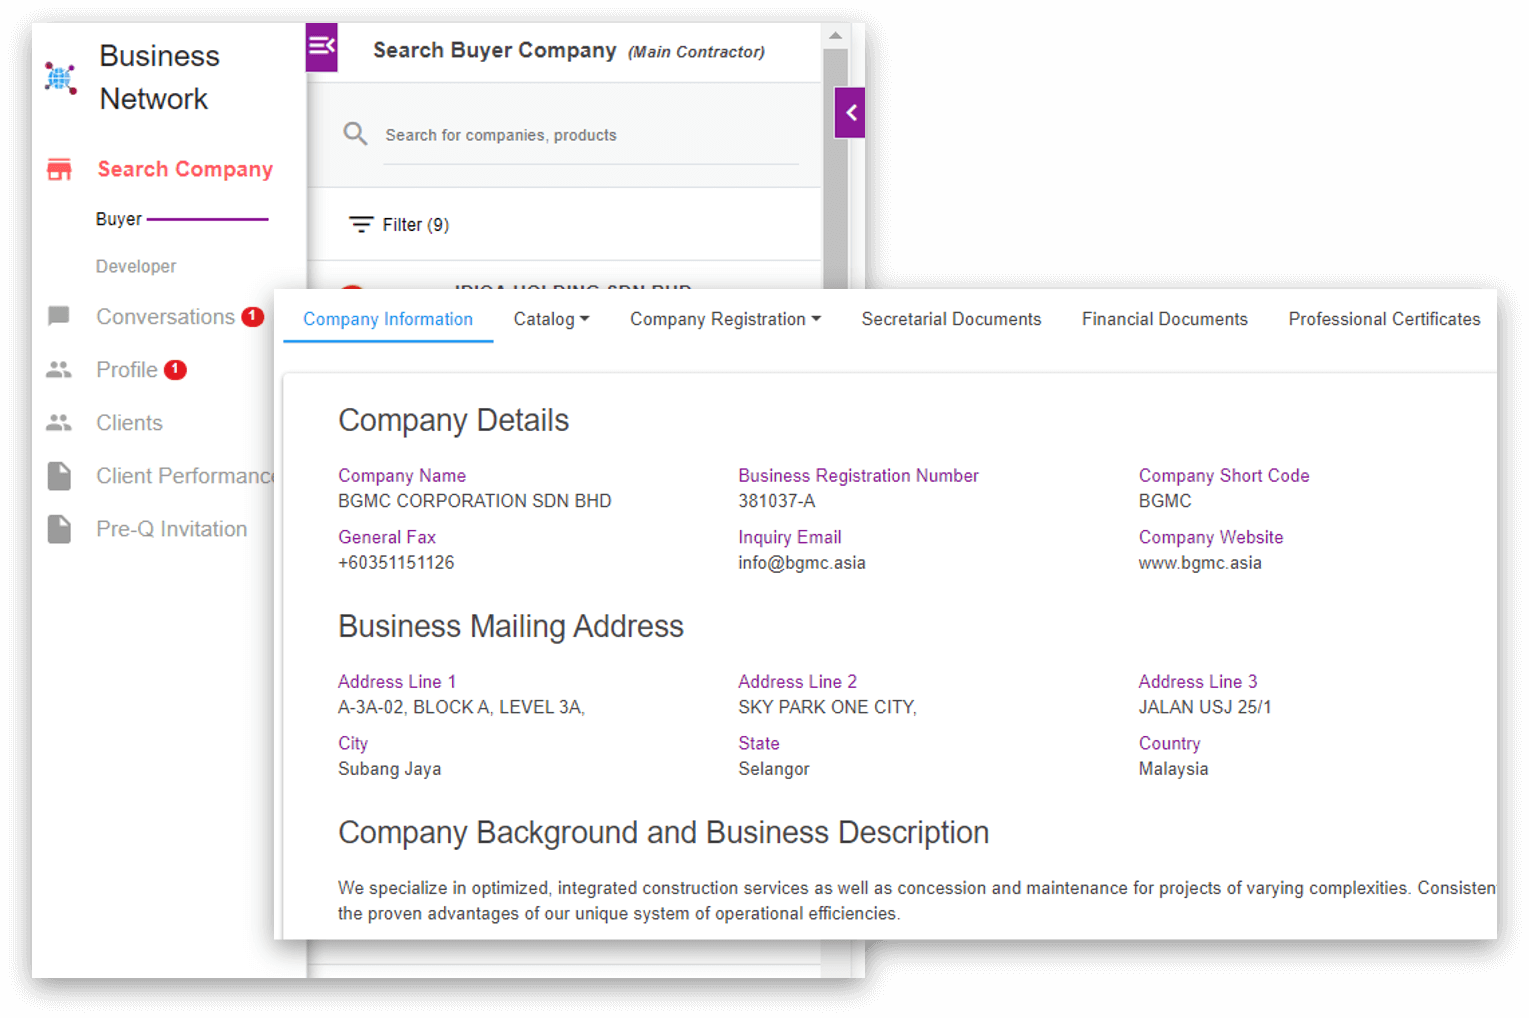 Business
Network
Search Company
Buyer
Developer
Conversations 1
Profile 1
Clients
Client Performance
Pre-Q Invitation
Search Buyer Company (Main Contractor)
Search for companies, products
Filter (9)
HOLDING SDN BHD
Company Information Catalog Company Registration Secretarial Documents Financial Documents Professional Certificates
Company Details
Company Name Business Registration Number Company Short Code
BGMC CORPORATION SDN BHD 381037-A BGMC
General Fax Inquiry Email Company Website
+60351151126 info@bgmc.asia www.bgmc.asia
Business Mailing Address
Address Line 1 Address Line 2 Address Line 3
A-3A-02, BLOCK A, LEVEL 3A, SKY PARK ONE CITY, JALAN USJ 25/1
City State Country
Subang Jaya Selangor Malaysia
Company Background and Business Description
We specialize in optimized, integrated construction services as well as concession and maintenance for projects of varying complexities. Consisten
the proven advantages of our unique system of operational efficiencies.